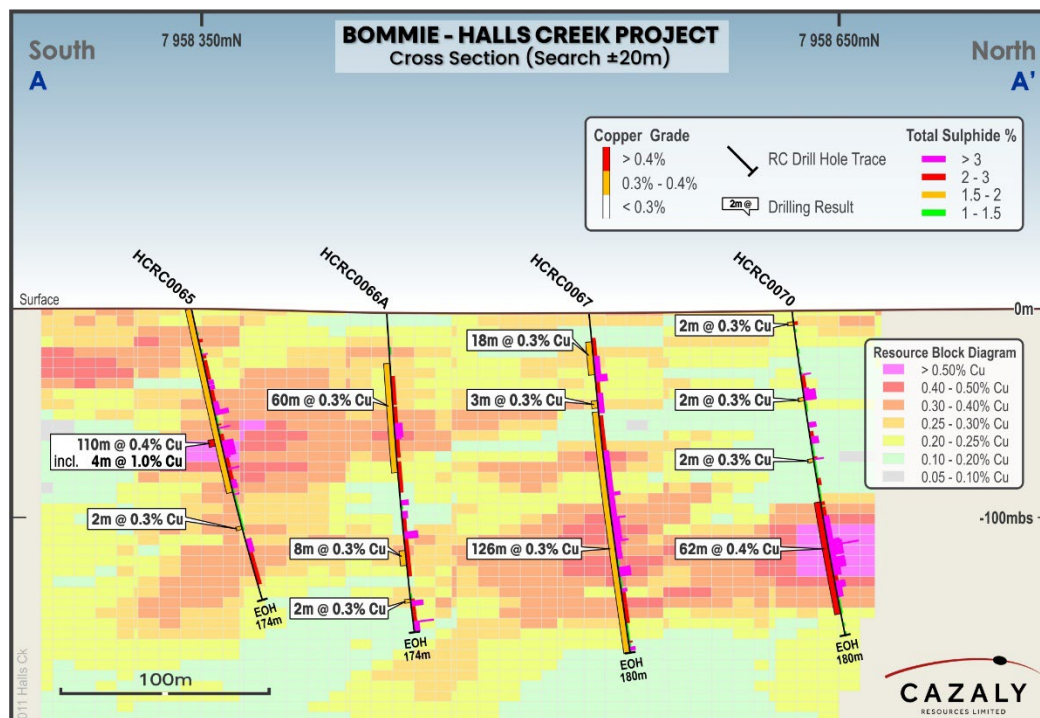 BOMMIE - HALLS CREEK PROJECT
Cross Section (Search ±20m)
South
A
7 958 350mN
7 958 650mN
North
A'
Copper Grade
> 0.4%
0.3% - 0.4%
< 0.3%
RC Drill Hole Trace
2m @
Drilling Result
Total Sulphide %
> 3
2 - 3
1.5 - 2
1 - 1.5
HCRC0065
HCRC0066A
HCRC0067
HCRC0070
Surface
0m
18m @ 0.3% Cu
2m @ 0.3% Cu
60m @ 0.3% Cu
3m @ 0.3% Cu
2m @ 0.3% Cu
110m @ 0.4% Cu
incl. 4m @ 1.0% Cu
2m @ 0.3% Cu
2m @ 0.3% Cu
8m @ 0.3% Cu
126m @ 0.3% Cu
62m @ 0.4% Cu
2m @ 0.3% Cu
Resource Block Diagram
> 0.50% Cu
0.40 - 0.50% Cu
0.30 - 0.40% Cu
0.25 - 0.30% Cu
0.20 - 0.25% Cu
0.10 - 0.20% Cu
0.05 - 0.10% Cu
-100mbs
EOH
174m
EOH
174m
EOH
180m
EOH
180m
100m
011 Halls Ck
CAZALY
RESOURCES LIMITED